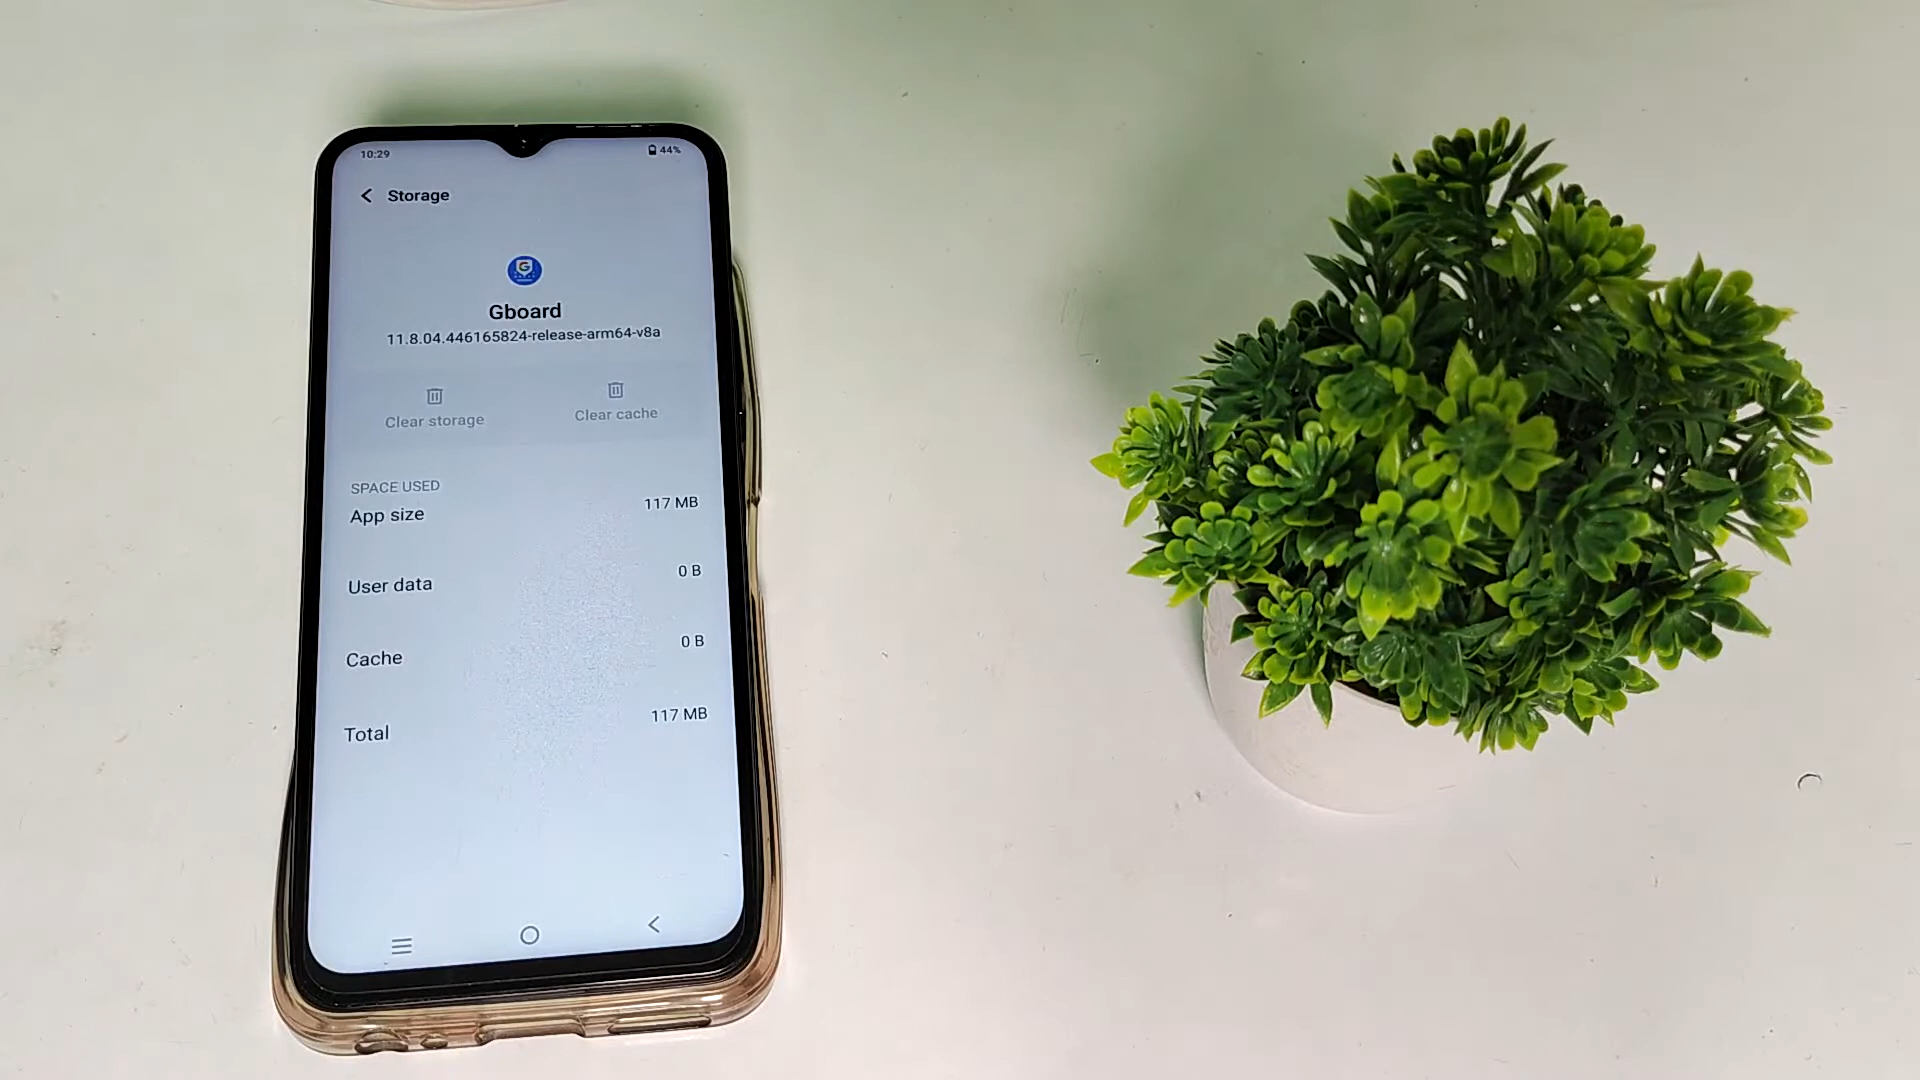 10:29
44%
Storage
G
Gboard
11.8.04.446165824-release-arm64-v8a
Clear storage
Clear cache
SPACE USED
App size
117 MB
User data
0 B
Cache
0 B
Total
117 MB